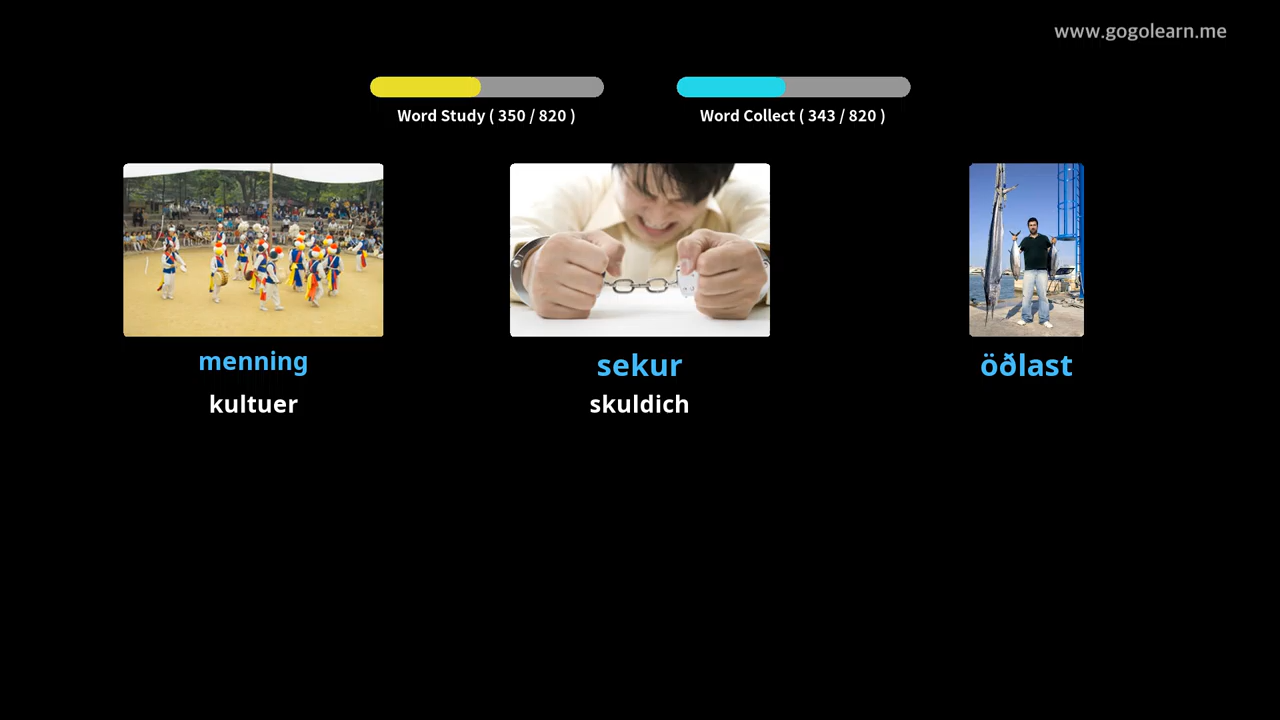 www.gogolearn.me
Word Study ( 350 / 820 )
Word Collect ( 343 / 820 )
menning
sekur
öðlast
kultuer
skuldich